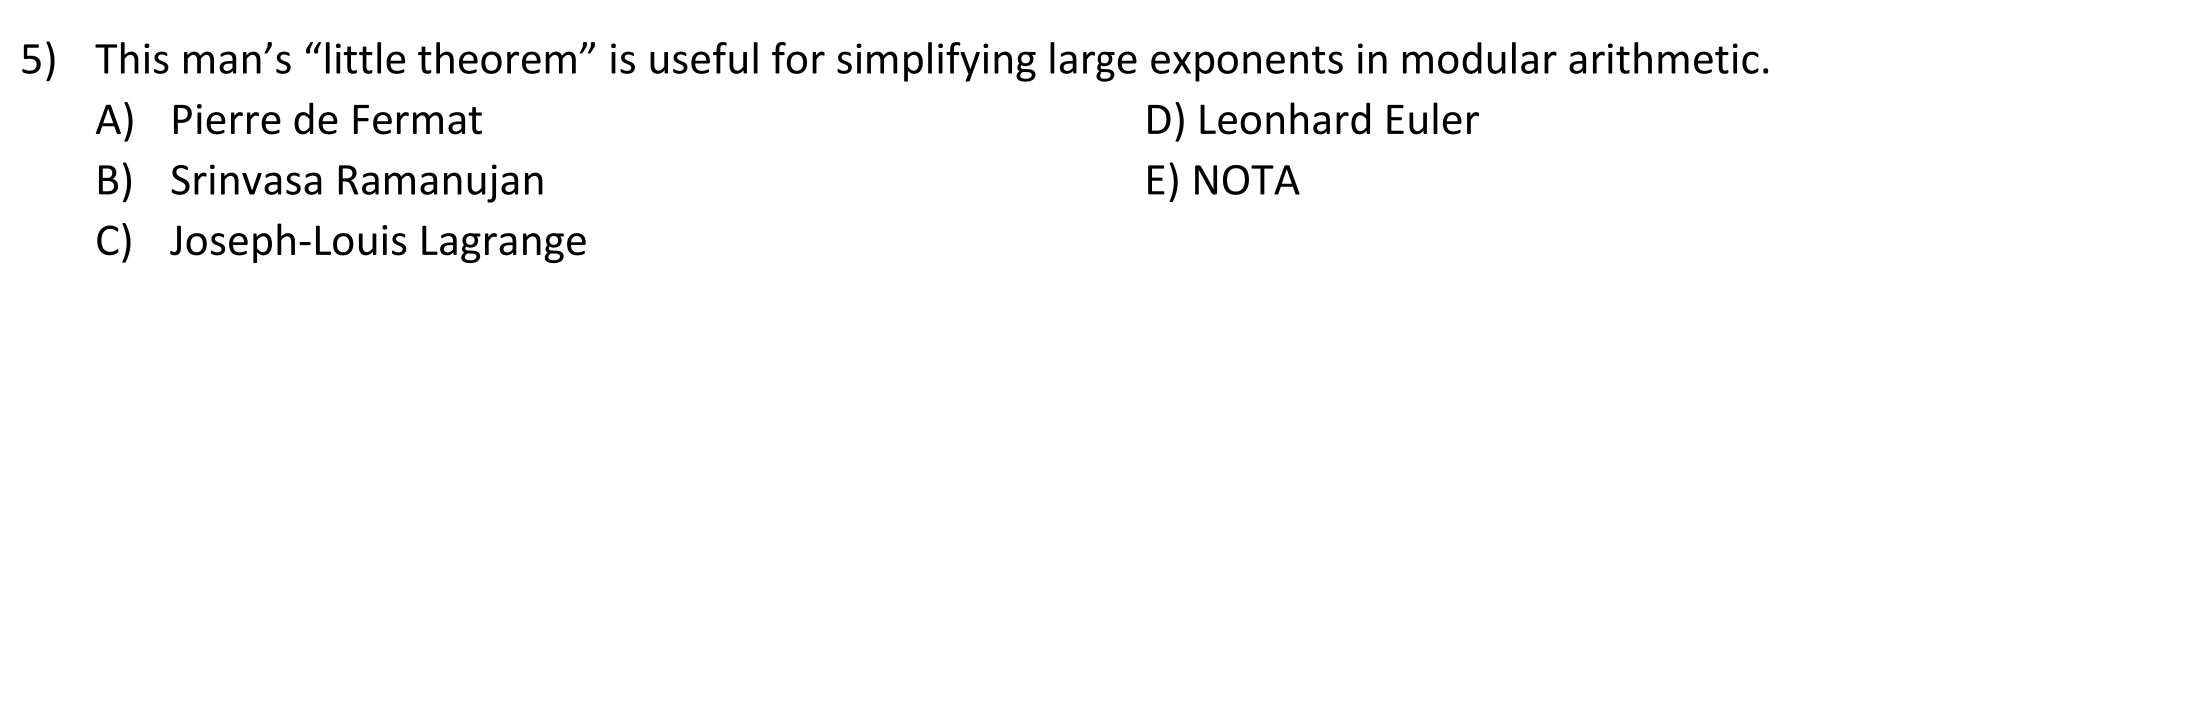 5) This man’s “little theorem” is useful for simplifying large exponents in modular arithmetic.
A) Pierre de Fermat
B) Srinvasa Ramanujan
C) Joseph-Louis Lagrange
D) Leonhard Euler
E) NOTA